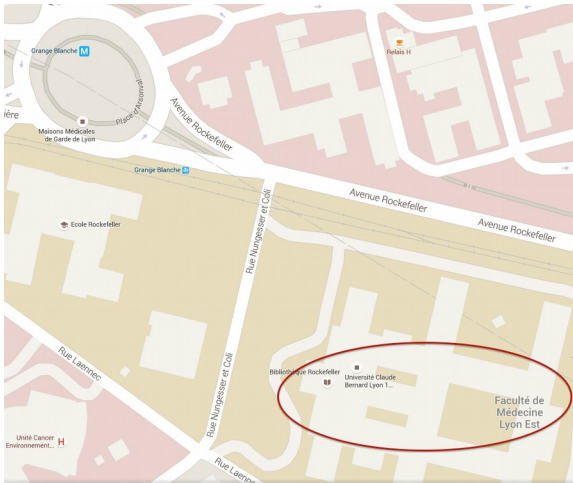 Grange Blanche M
Relais H
ière
Place d'Arsonval
Avenue Rockefeller
Maisons Médicales
de Garde de Lyon
Grange Blanche
Avenue Rockefeller
Avenue Rockefeller
Ecole Rockefeller
Rue Nungesser et Coli
Rue Laennec
Bibliothèque Rockefeller
Université Claude
Bernard Lyon 1...
Rue Nungesser et Coli
Faculté de
Médecine
Lyon Est
Unité Cancer
Environnement... H
Rue Laennec